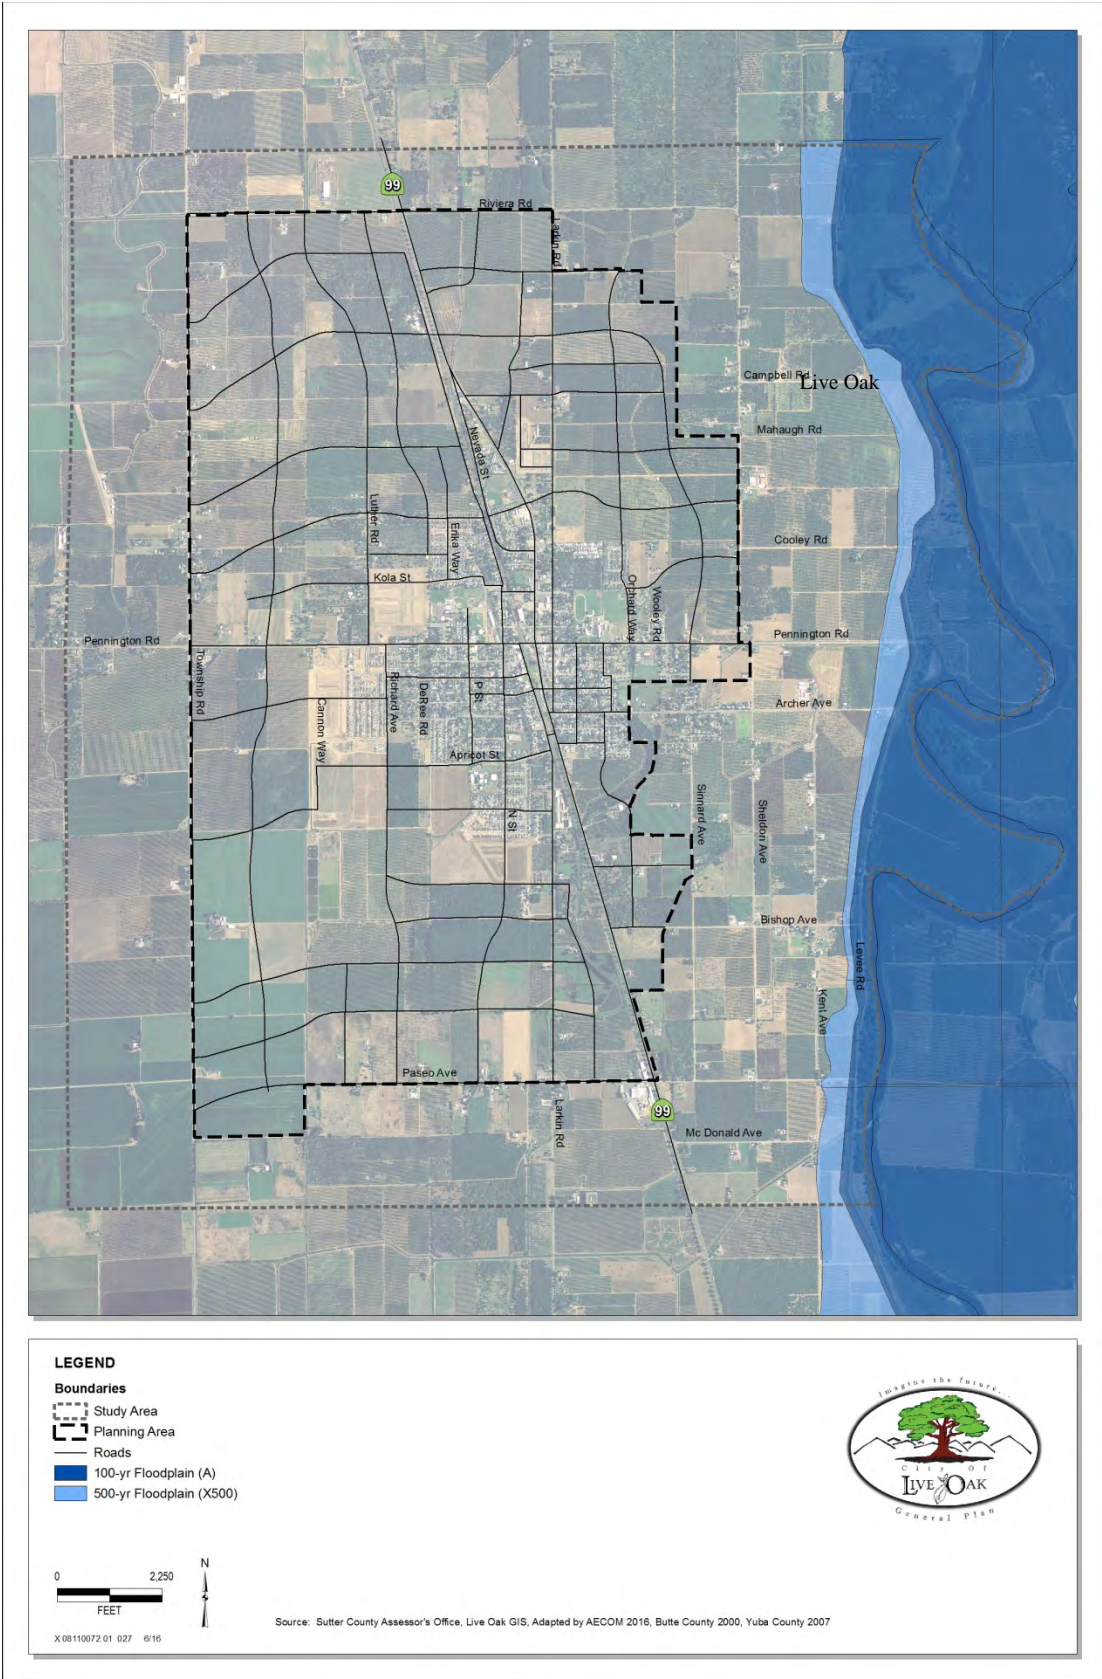 99
Riviera Rd
Larkin Rd
Campbell Rd
Live Oak
Mahaugh Rd
Nevada St
Luther Rd
Erika Way
Cooley Rd
Kola St
Orchard Way
Wooley Rd
Pennington Rd
Pennington Rd
Township Rd
Richard Ave
DeRee Rd
P St
Cannon Way
Archer Ave
Apricot St
Sinnard Ave
Sheldon Ave
N St
Bishop Ave
Levee Rd
Kent Ave
Paseo Ave
Larkin Rd
99
Mc Donald Ave
LEGEND
Boundaries
Study Area
Planning Area
Roads
100-yr Floodplain (A)
500-yr Floodplain (X500)
Imagine the future...
City Of
LIVE OAK
General Plan
0 2,250
FEET
N
X 08110072.01 027 6/16
Source: Sutter County Assessor's Office, Live Oak GIS, Adapted by AECOM 2016, Butte County 2000, Yuba County 2007